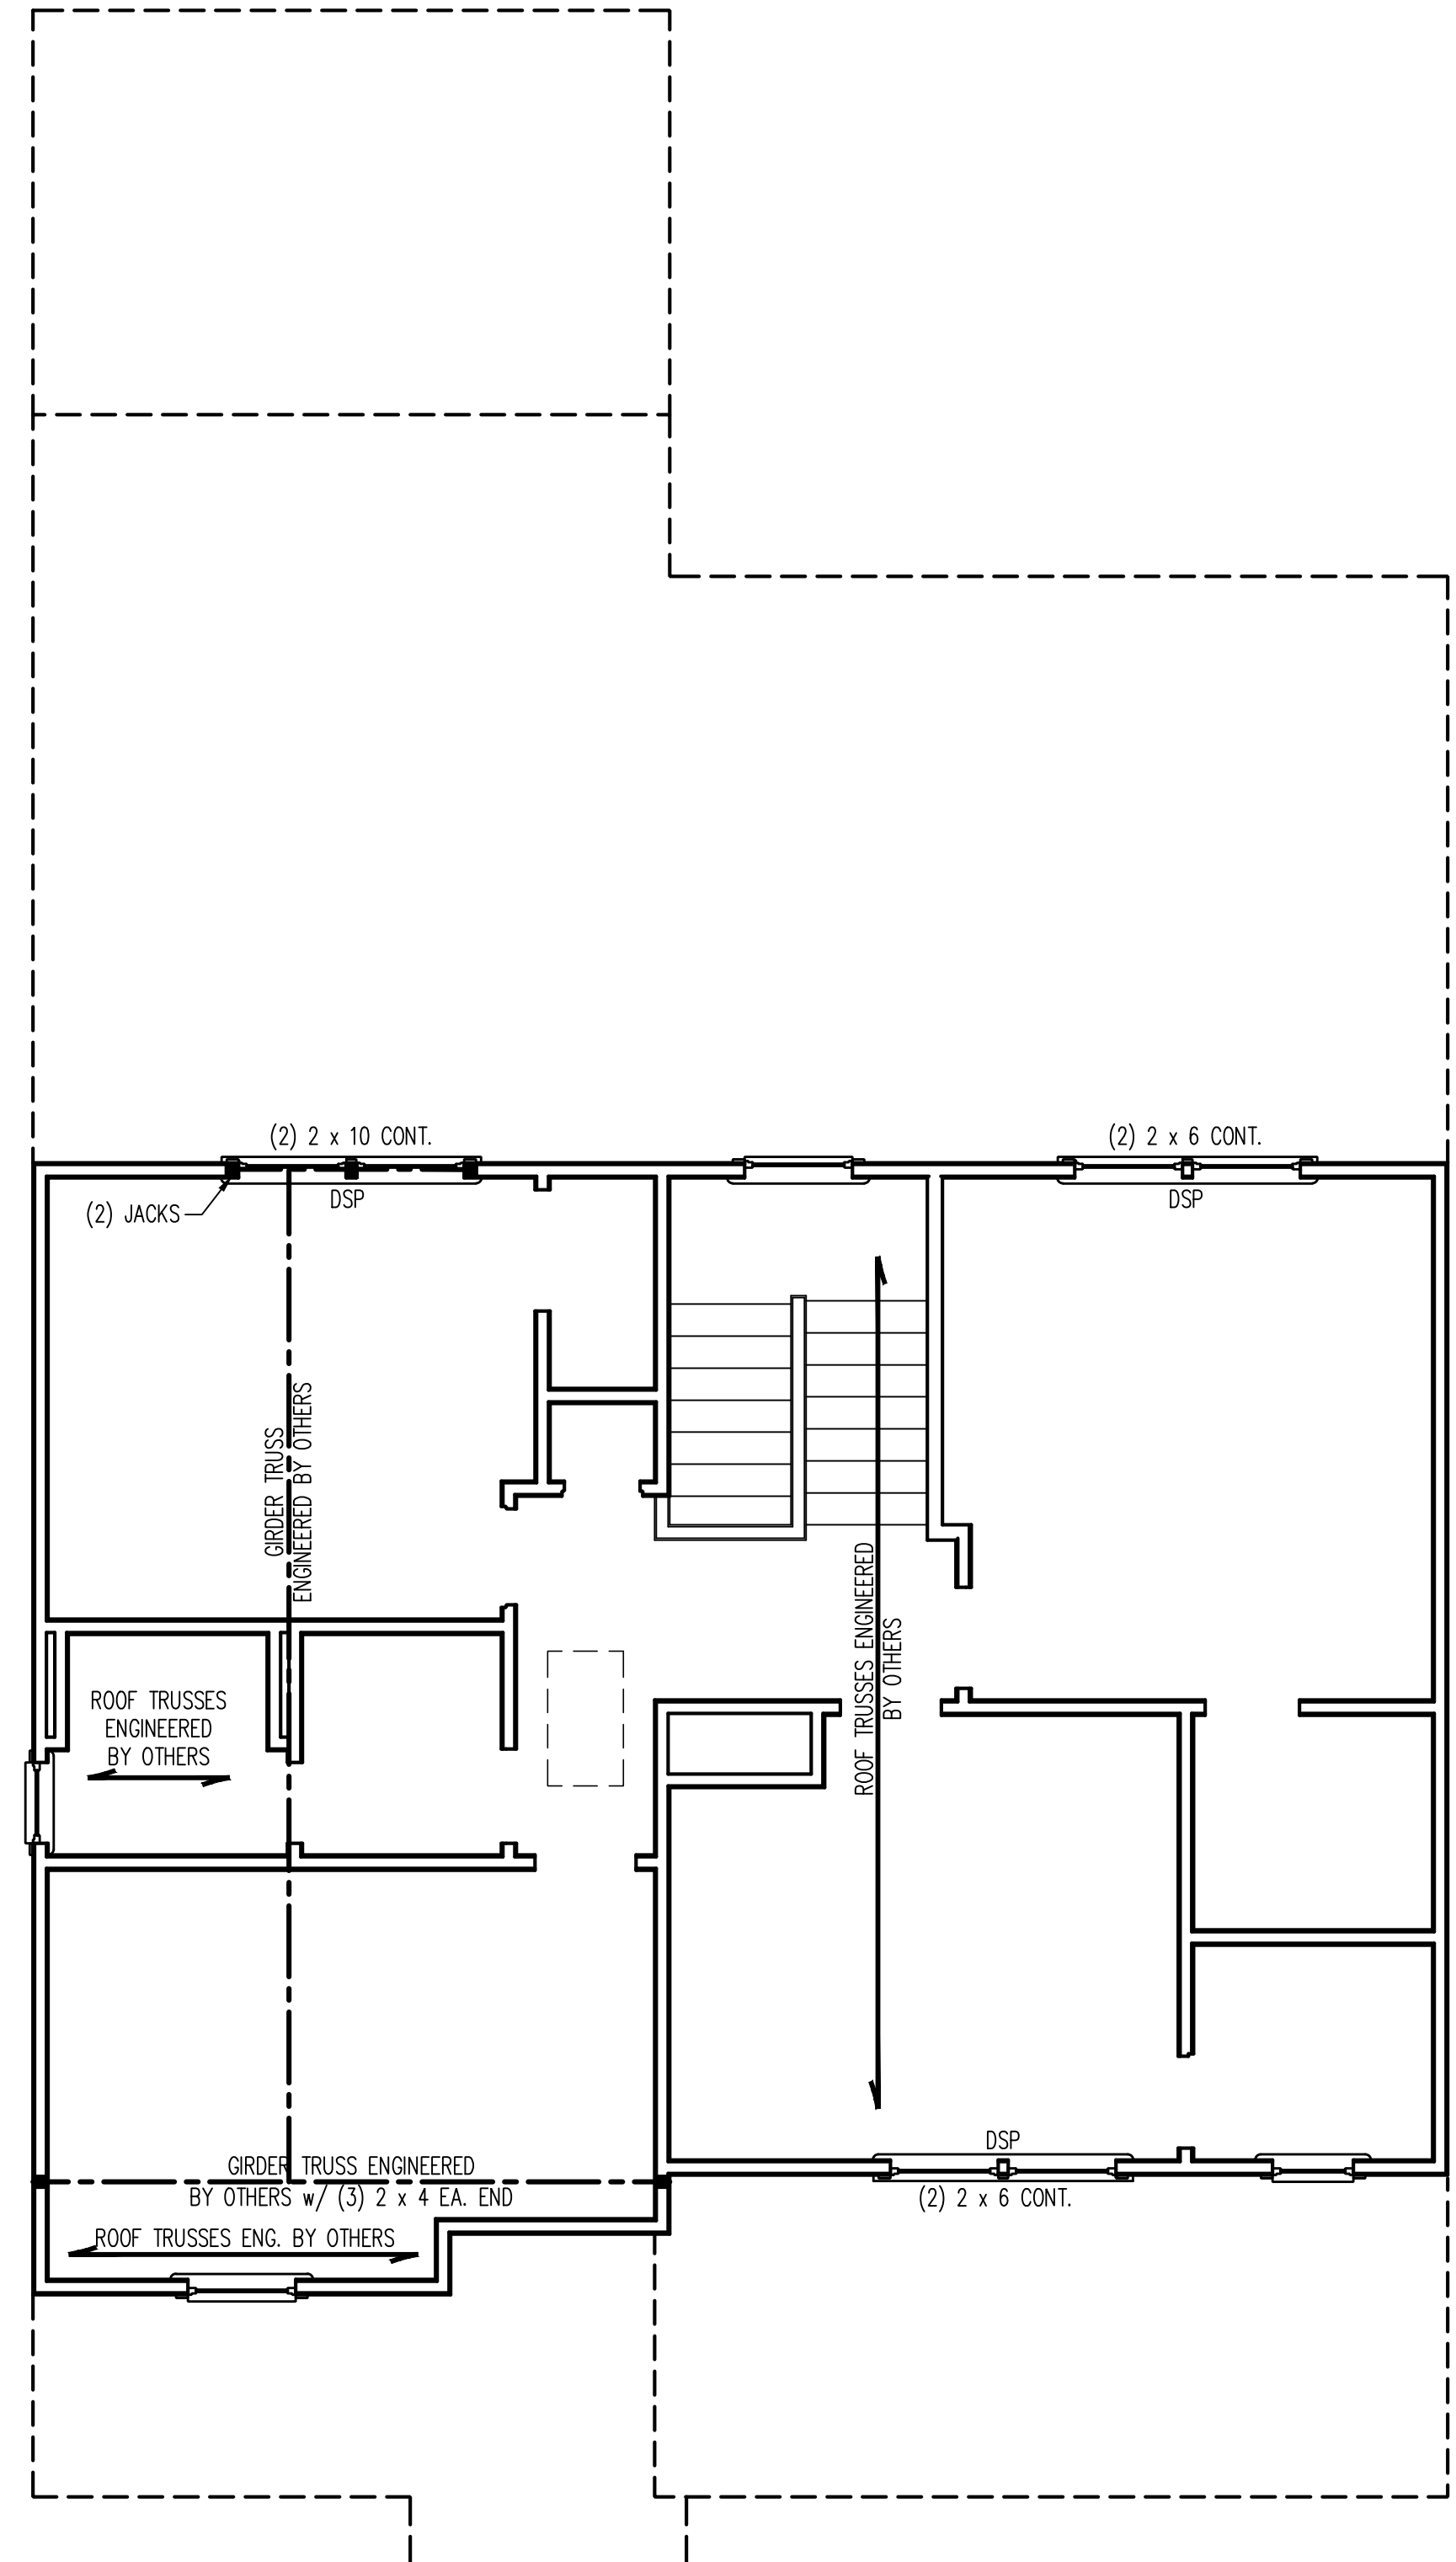 (2) 2 x 10 CONT.
(2) 2 x 6 CONT.
DSP
DSP
(2) JACKS
GIRDER TRUSS
ENGINEERED BY OTHERS
ROOF TRUSSES ENGINEERED
BY OTHERS
ROOF TRUSSES
ENGINEERED
BY OTHERS
DSP
GIRDER TRUSS ENGINEERED
BY OTHERS w/ (3) 2 x 4 EA. END
(2) 2 x 6 CONT.
ROOF TRUSSES ENG. BY OTHERS